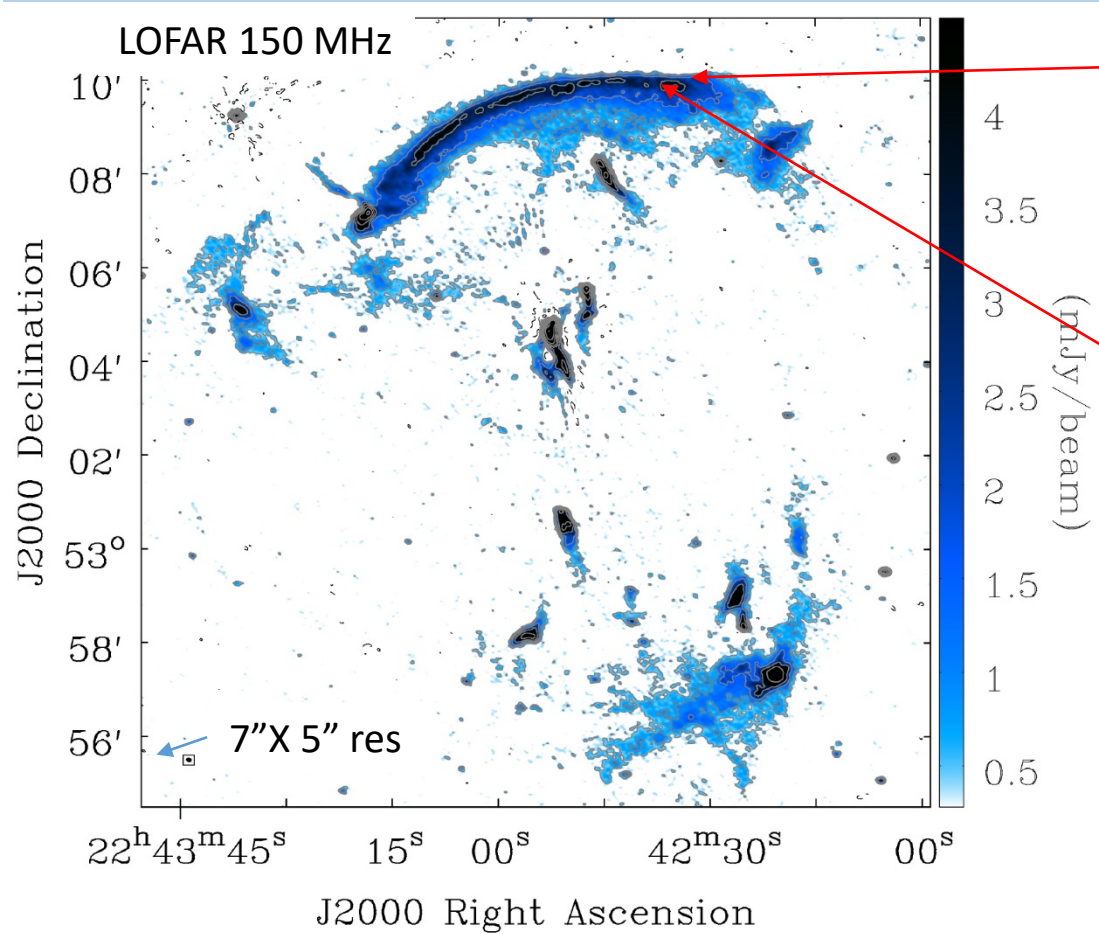 LOFAR 150 MHz
10′
08′
06′
04′
02′
53°
58′
56′
J2000 Declination
7”X 5” res
22ʰ43ᵐ45ˢ 15ˢ 00ˢ 42ᵐ30ˢ 00ˢ
J2000 Right Ascension
4
3.5
3
2.5
2
1.5
1
0.5
(mJy/beam)